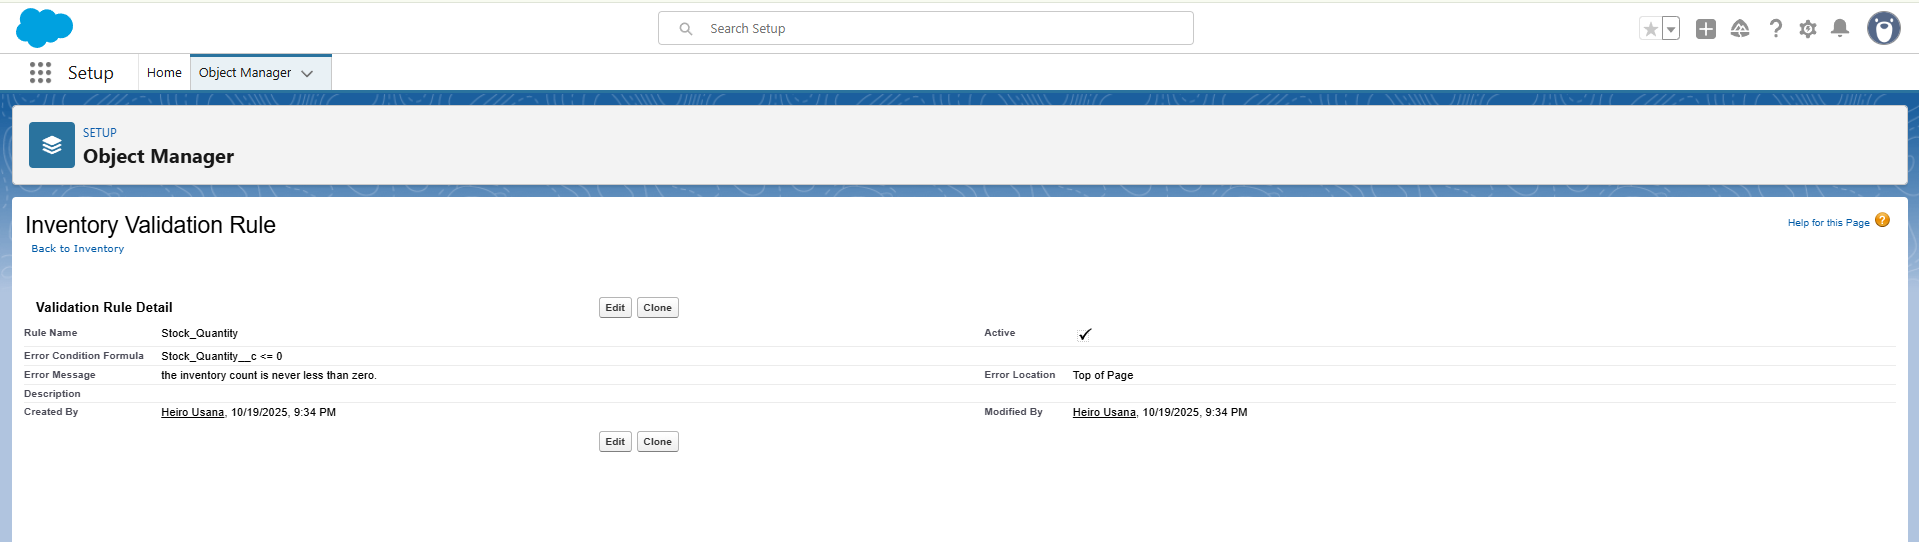 Search Setup
Setup Home Object Manager
SETUP
Object Manager
Inventory Validation Rule
Help for this Page
Back to Inventory
Validation Rule Detail Edit Clone
Rule Name Stock_Quantity Active
Error Condition Formula Stock_Quantity__c <= 0
Error Message the inventory count is never less than zero. Error Location Top of Page
Description
Created By Heiro Usana, 10/19/2025, 9:34 PM Modified By Heiro Usana, 10/19/2025, 9:34 PM
Edit Clone